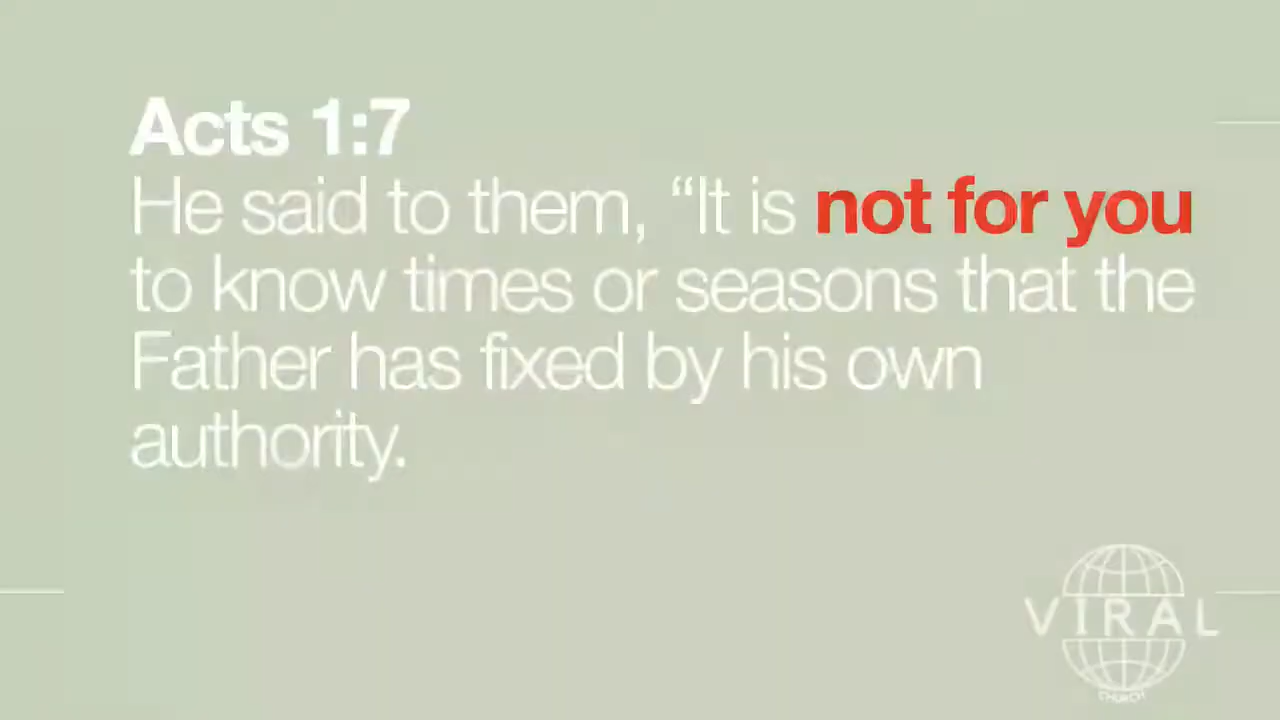 Acts 1:7
He said to them, “It is not for you
to know times or seasons that the
Father has fixed by his own
authority.
VIRAL
CHURCH